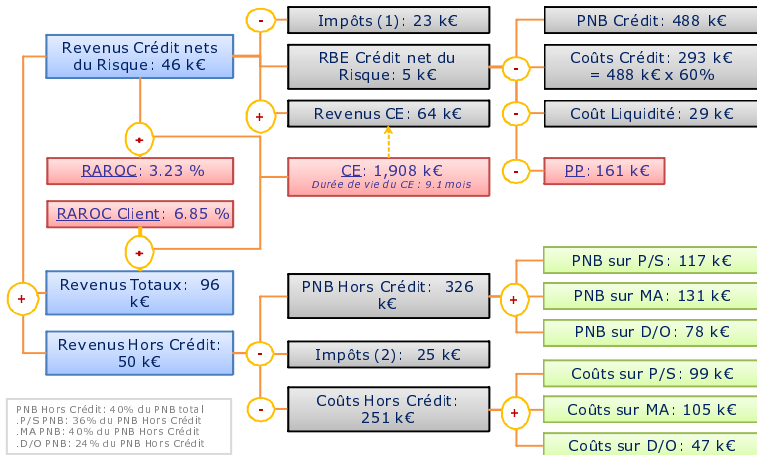 Revenus Crédit nets
du Risque: 46 k€
-
Impôts (1): 23 k€
RBE Crédit net du
Risque: 5 k€
+
Revenus CE: 64 k€
PNB Crédit: 488 k€
-
Coûts Crédit: 293 k€
= 488 k€ x 60%
-
Coût Liquidité: 29 k€
-
PP: 161 k€
+
RAROC: 3.23 %
CE: 1,908 k€
Durée de vie du CE : 9.1 mois
RAROC Client: 6.85 %
+
+
Revenus Totaux: 96
k€
Revenus Hors Crédit:
50 k€
PNB Hors Crédit: 326
k€
-
Impôts (2): 25 k€
-
Coûts Hors Crédit:
251 k€
PNB sur P/S: 117 k€
+
PNB sur MA: 131 k€
PNB sur D/O: 78 k€
Coûts sur P/S: 99 k€
+
Coûts sur MA: 105 k€
Coûts sur D/O: 47 k€
PNB Hors Crédit: 40% du PNB total
.P/S PNB: 36% du PNB Hors Crédit
.MA PNB: 40% du PNB Hors Crédit
.D/O PNB: 24% du PNB Hors Crédit